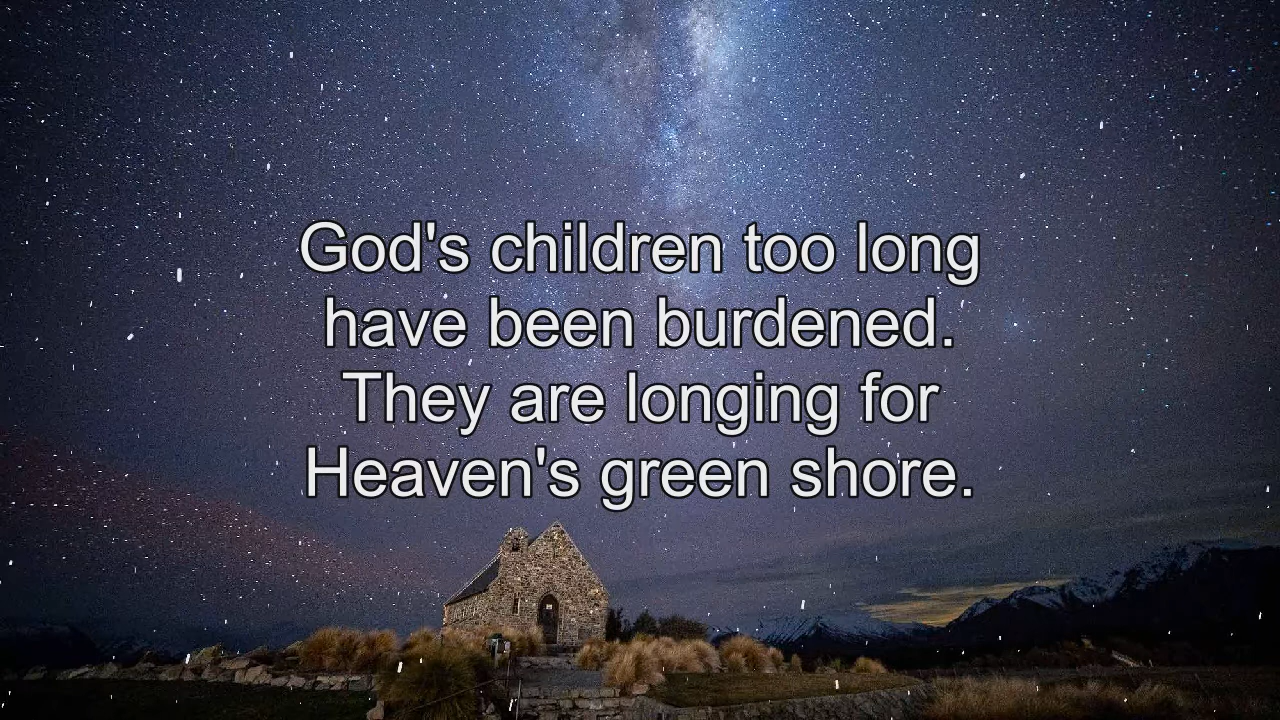 God's children too long
have been burdened.
They are longing for
Heaven's green shore.